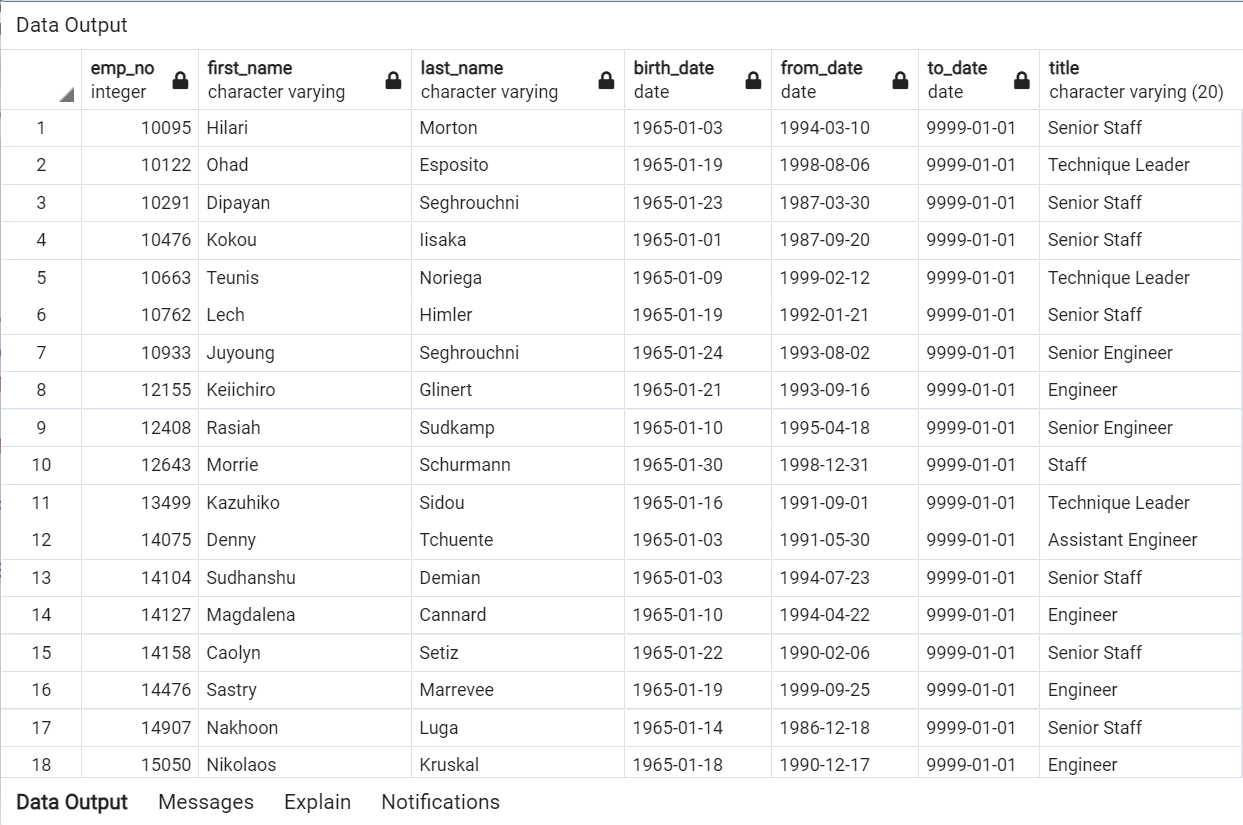 Data Output
emp_no first_name last_name birth_date from_date to_date title
integer character varying character varying date date date character varying (20)
1 10095 Hilari Morton 1965-01-03 1994-03-10 9999-01-01 Senior Staff
2 10122 Ohad Esposito 1965-01-19 1998-08-06 9999-01-01 Technique Leader
3 10291 Dipayan Seghrouchni 1965-01-23 1987-03-30 9999-01-01 Senior Staff
4 10476 Kokou Iisaka 1965-01-01 1987-09-20 9999-01-01 Senior Staff
5 10663 Teunis Noriega 1965-01-09 1999-02-12 9999-01-01 Technique Leader
6 10762 Lech Himler 1965-01-19 1992-01-21 9999-01-01 Senior Staff
7 10933 Juyoung Seghrouchni 1965-01-24 1993-08-02 9999-01-01 Senior Engineer
8 12155 Keiichiro Glinert 1965-01-21 1993-09-16 9999-01-01 Engineer
9 12408 Rasiah Sudkamp 1965-01-10 1995-04-18 9999-01-01 Senior Engineer
10 12643 Morrie Schurmann 1965-01-30 1998-12-31 9999-01-01 Staff
11 13499 Kazuhiko Sidou 1965-01-16 1991-09-01 9999-01-01 Technique Leader
12 14075 Denny Tchuente 1965-01-03 1991-05-30 9999-01-01 Assistant Engineer
13 14104 Sudhanshu Demian 1965-01-03 1994-07-23 9999-01-01 Senior Staff
14 14127 Magdalena Cannard 1965-01-10 1994-04-22 9999-01-01 Engineer
15 14158 Caolyn Setiz 1965-01-22 1990-02-06 9999-01-01 Senior Staff
16 14476 Sastry Marrevee 1965-01-19 1999-09-25 9999-01-01 Engineer
17 14907 Nakhoon Luga 1965-01-14 1986-12-18 9999-01-01 Senior Staff
18 15050 Nikolaos Kruskal 1965-01-18 1990-12-17 9999-01-01 Engineer
Data Output Messages Explain Notifications